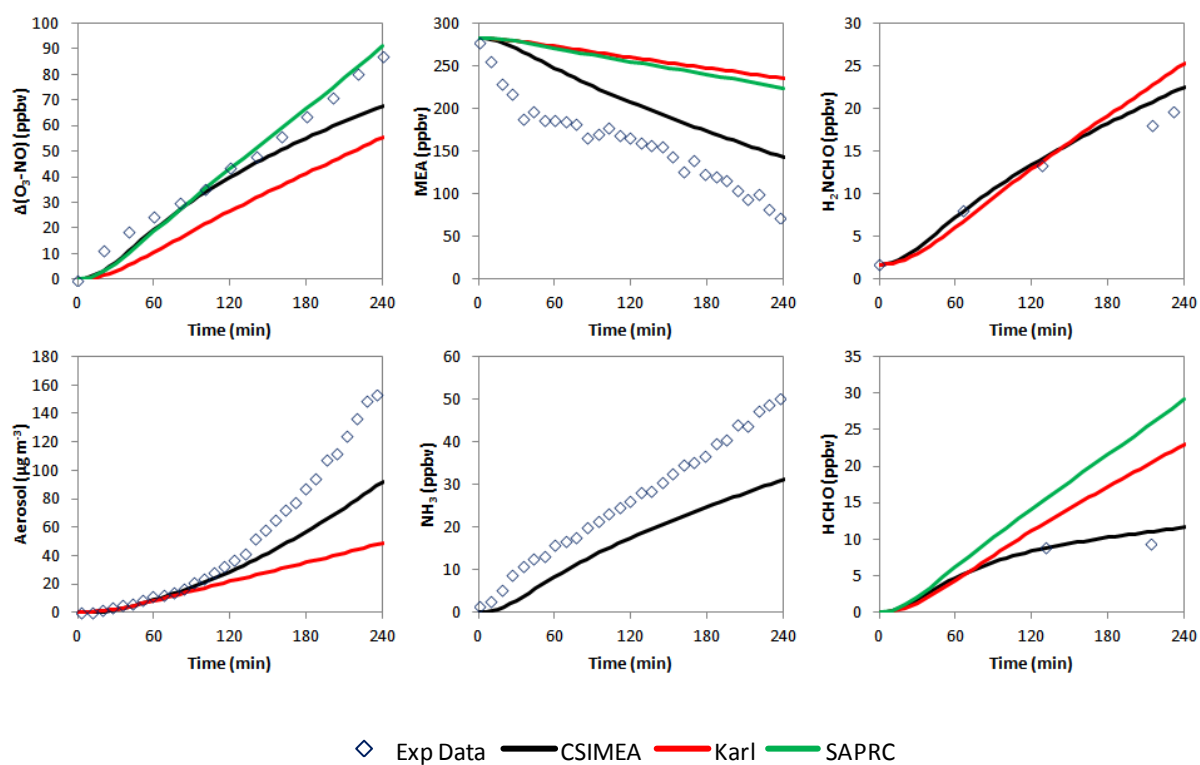 Δ(O₃-NO) (ppbv)
100
90
80
70
60
50
40
30
20
10
0
0 60 120 180 240
Time (min)
MEA (ppbv)
300
250
200
150
100
50
0
0 60 120 180 240
Time (min)
H₂NCHO (ppbv)
30
25
20
15
10
5
0
0 60 120 180 240
Time (min)
Aerosol (µg m⁻³)
180
160
140
120
100
80
60
40
20
0
0 60 120 180 240
Time (min)
NH₃ (ppbv)
60
50
40
30
20
10
0
0 60 120 180 240
Time (min)
HCHO (ppbv)
35
30
25
20
15
10
5
0
0 60 120 180 240
Time (min)
Exp Data CSIMEA Karl SAPRC